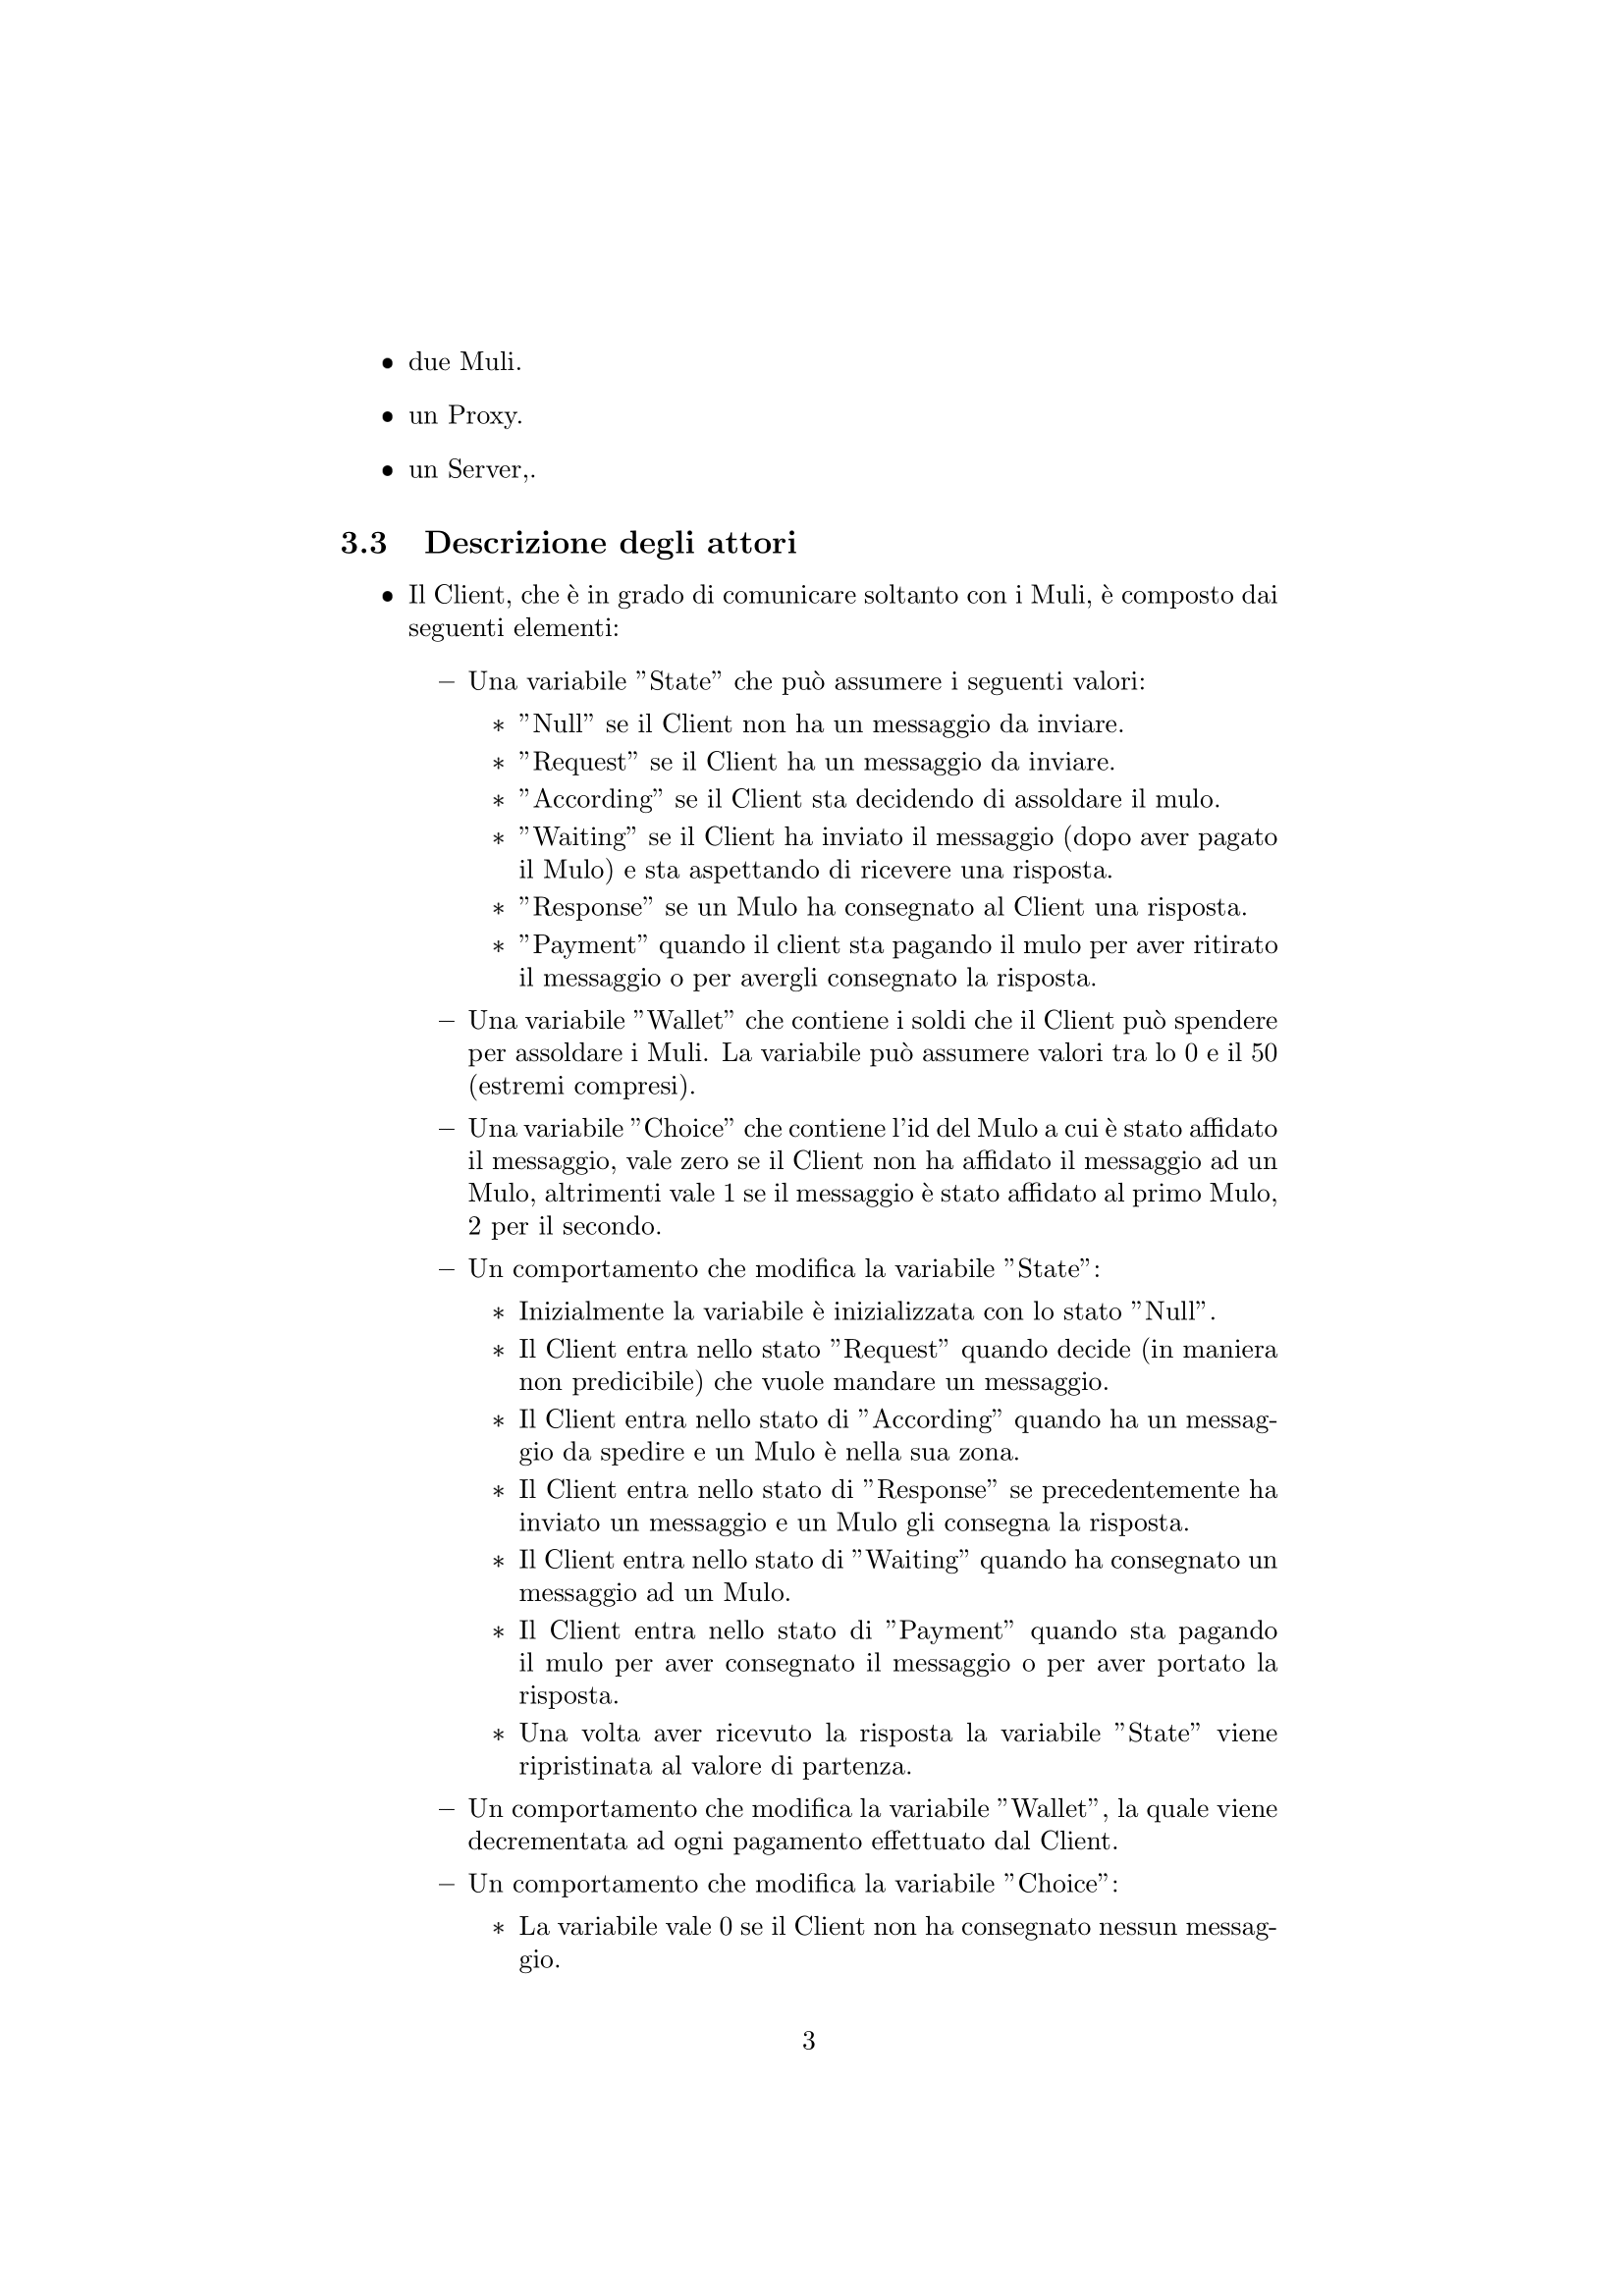 • due Muli.
• un Proxy.
• un Server,.
3.3 Descrizione degli attori
• Il Client, che è in grado di comunicare soltanto con i Muli, è composto dai
seguenti elementi:
– Una variabile ”State” che può assumere i seguenti valori:
∗ ”Null” se il Client non ha un messaggio da inviare.
∗ ”Request” se il Client ha un messaggio da inviare.
∗ ”According” se il Client sta decidendo di assoldare il mulo.
∗ ”Waiting” se il Client ha inviato il messaggio (dopo aver pagato
il Mulo) e sta aspettando di ricevere una risposta.
∗ ”Response” se un Mulo ha consegnato al Client una risposta.
∗ ”Payment” quando il client sta pagando il mulo per aver ritirato
il messaggio o per avergli consegnato la risposta.
– Una variabile ”Wallet” che contiene i soldi che il Client può spendere
per assoldare i Muli. La variabile può assumere valori tra lo 0 e il 50
(estremi compresi).
– Una variabile ”Choice” che contiene l’id del Mulo a cui è stato affidato
il messaggio, vale zero se il Client non ha affidato il messaggio ad un
Mulo, altrimenti vale 1 se il messaggio è stato affidato al primo Mulo,
2 per il secondo.
– Un comportamento che modifica la variabile ”State”:
∗ Inizialmente la variabile è inizializzata con lo stato ”Null”.
∗ Il Client entra nello stato ”Request” quando decide (in maniera
non predicibile) che vuole mandare un messaggio.
∗ Il Client entra nello stato di ”According” quando ha un messag-
gio da spedire e un Mulo è nella sua zona.
∗ Il Client entra nello stato di ”Response” se precedentemente ha
inviato un messaggio e un Mulo gli consegna la risposta.
∗ Il Client entra nello stato di ”Waiting” quando ha consegnato un
messaggio ad un Mulo.
∗ Il Client entra nello stato di ”Payment” quando sta pagando
il mulo per aver consegnato il messaggio o per aver portato la
risposta.
∗ Una volta aver ricevuto la risposta la variabile ”State” viene
ripristinata al valore di partenza.
– Un comportamento che modifica la variabile ”Wallet”, la quale viene
decrementata ad ogni pagamento effettuato dal Client.
– Un comportamento che modifica la variabile ”Choice”:
∗ La variabile vale 0 se il Client non ha consegnato nessun messag-
gio.
3